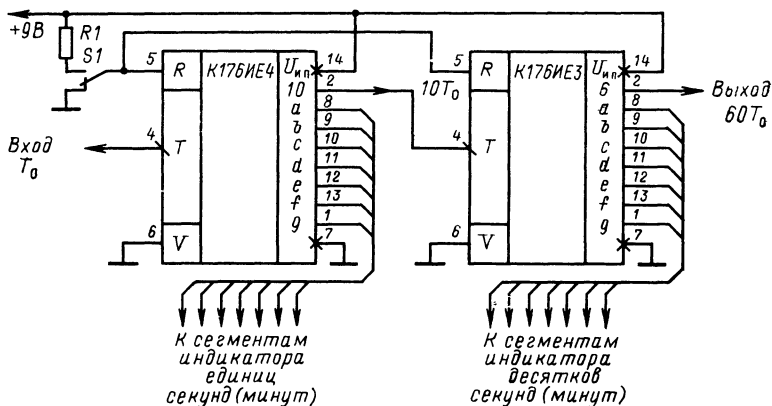 +9В
R1
S1
5
R
К176ИЕ4
Uип
14
10
2
a
8
b
9
c
10
d
11
e
12
f
13
g
1
7
4
T
6
V
Вход
T₀
10T₀
5
R
К176ИЕ3
Uип
14
6
2
a
8
b
9
c
10
d
11
e
12
f
13
g
1
7
4
T
6
V
Выход
60T₀
К сегментам
индикатора
единиц
секунд (минут)
К сегментам
индикатора
десятков
секунд (минут)